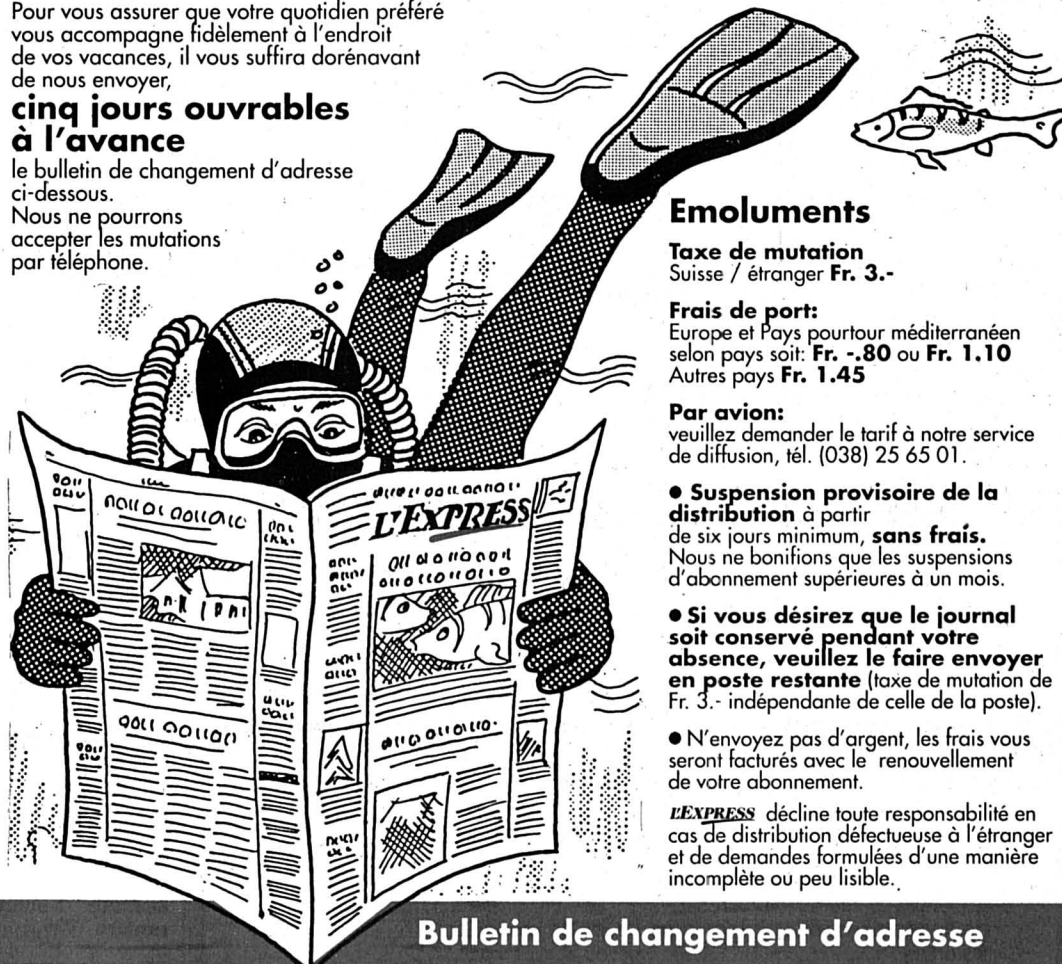 Pour vous assurer que votre quotidien préféré
vous accompagne fidèlement à l'endroit
de vos vacances, il vous suffira dorénavant
de nous envoyer,
cinq jours ouvrables
à l'avance
le bulletin de changement d'adresse
ci-dessous.
Nous ne pourrons
accepter les mutations
par téléphone.
L'EXPRESS
Emoluments
Taxe de mutation
Suisse / étranger Fr. 3.-
Frais de port:
Europe et Pays pourtour méditerranéen
selon pays soit: Fr. -.80 ou Fr. 1.10
Autres pays Fr. 1.45
Par avion:
veuillez demander le tarif à notre service
de diffusion, tél. (038) 25 65 01.
● Suspension provisoire de la
distribution à partir
de six jours minimum, sans frais.
Nous ne bonifions que les suspensions
d'abonnement supérieures à un mois.
● Si vous désirez que le journal
soit conservé pendant votre
absence, veuillez le faire envoyer
en poste restante (taxe de mutation de
Fr. 3.- indépendante de celle de la poste).
● N'envoyez pas d'argent, les frais vous
seront facturés avec le renouvellement
de votre abonnement.
L'EXPRESS décline toute responsabilité en
cas de distribution défectueuse à l'étranger
et de demandes formulées d'une manière
incomplète ou peu lisible.
Bulletin de changement d'adresse